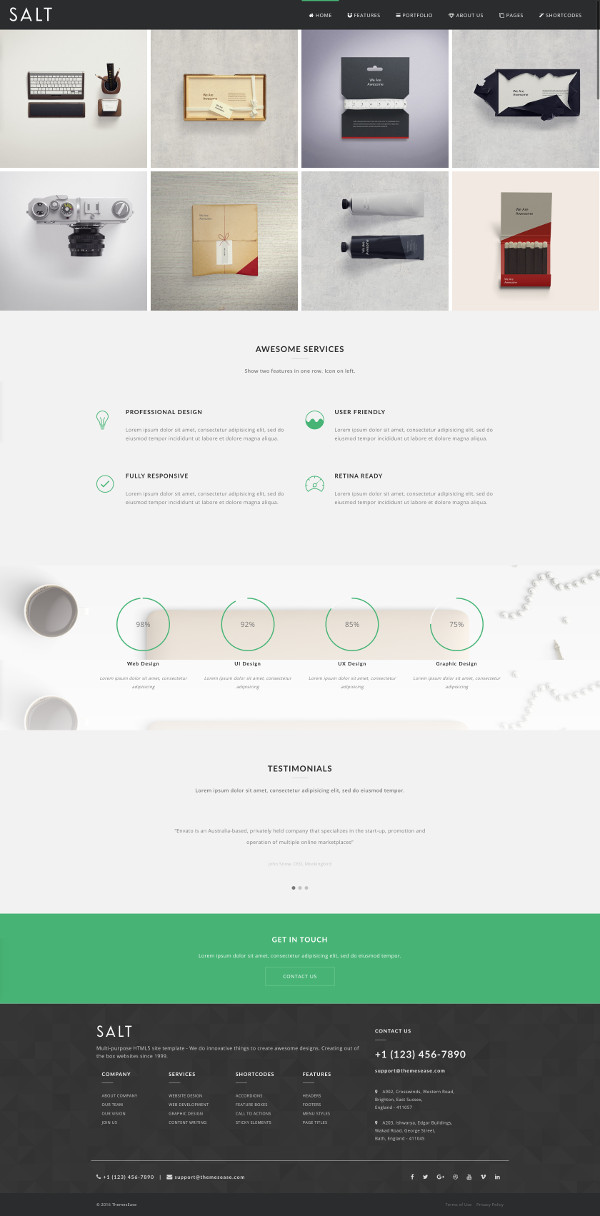 SALT
HOME FEATURES PORTFOLIO ABOUT US PAGES SHORTCODES
We Are
Awesome
We Are
Awesome
We Are
Awesome
We Are
Awesome
We Are
Awesome
AWESOME SERVICES
Show two features in one row. Icon on left.
PROFESSIONAL DESIGN
Lorem ipsum dolor sit amet, consectetur adipisicing elit, sed do
eiusmod tempor incididunt ut labore et dolore magna aliqua.
USER FRIENDLY
Lorem ipsum dolor sit amet, consectetur adipisicing elit, sed do
eiusmod tempor incididunt ut labore et dolore magna aliqua.
FULLY RESPONSIVE
Lorem ipsum dolor sit amet, consectetur adipisicing elit, sed do
eiusmod tempor incididunt ut labore et dolore magna aliqua.
RETINA READY
Lorem ipsum dolor sit amet, consectetur adipisicing elit, sed do
eiusmod tempor incididunt ut labore et dolore magna aliqua.
98% 92% 85% 75%
Web Design UI Design UX Design Graphic Design
Lorem ipsum dolor sit amet, consectetur
adipisicing
Lorem ipsum dolor sit amet, consectetur
adipisicing
Lorem ipsum dolor sit amet, consectetur
adipisicing
Lorem ipsum dolor sit amet, consectetur
adipisicing
TESTIMONIALS
Lorem ipsum dolor sit amet, consectetur adipisicing elit, sed do eiusmod tempor.
"Envato is an Australia-based, privately held company that specialises in the start-up, promotion and
operation of multiple online marketplaces"
GET IN TOUCH
Lorem ipsum dolor sit amet, consectetur adipisicing elit, sed do eiusmod tempor.
CONTACT US
SALT
Multi-purpose HTML5 site template - We do innovative things to create awesome designs. Creating out of
the box websites since 1999.
COMPANY
ABOUT COMPANY
OUR TEAM
OUR VISION
JOIN US
SERVICES
WEBSITE DESIGN
WEB DEVELOPMENT
GRAPHIC DESIGN
CONTENT WRITING
SHORTCODES
ACCORDIONS
FEATURE BOXES
CALL TO ACTIONS
STICKY ELEMENTS
FEATURES
HEADERS
FOOTERS
MENU STYLES
PAGE TITLES
CONTACT US
+1 (123) 456-7890
support@themesease.com
A302, Crosswinds, Western Road,
Brighton, East Sussex,
England - 911057
A203, Idiwarsa, Edgar Buildings,
Wakad Road, George Street,
Bath, England - 411045
+1 (123) 456-7890 | support@themesease.com
© 2015 ThemesEase.
Terms of Use Privacy Policy